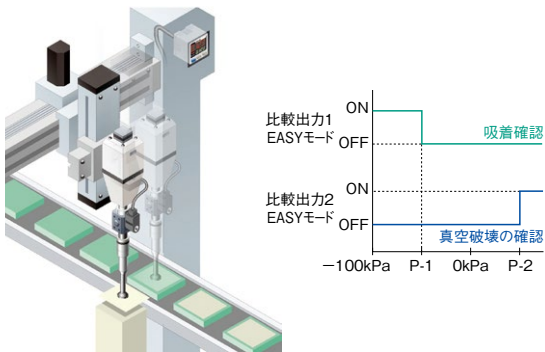 比較出力1
EASYモード
ON
OFF
吸着確認
比較出力2
EASYモード
ON
OFF
真空破壊の確認
−100kPa P-1 0kPa P-2